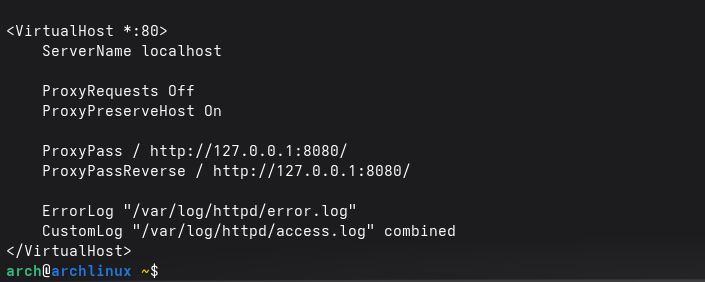 <VirtualHost *:80>
    ServerName localhost

    ProxyRequests Off
    ProxyPreserveHost On

    ProxyPass / http://127.0.0.1:8080/
    ProxyPassReverse / http://127.0.0.1:8080/

    ErrorLog "/var/log/httpd/error.log"
    CustomLog "/var/log/httpd/access.log" combined
</VirtualHost>
arch@archlinux ~$